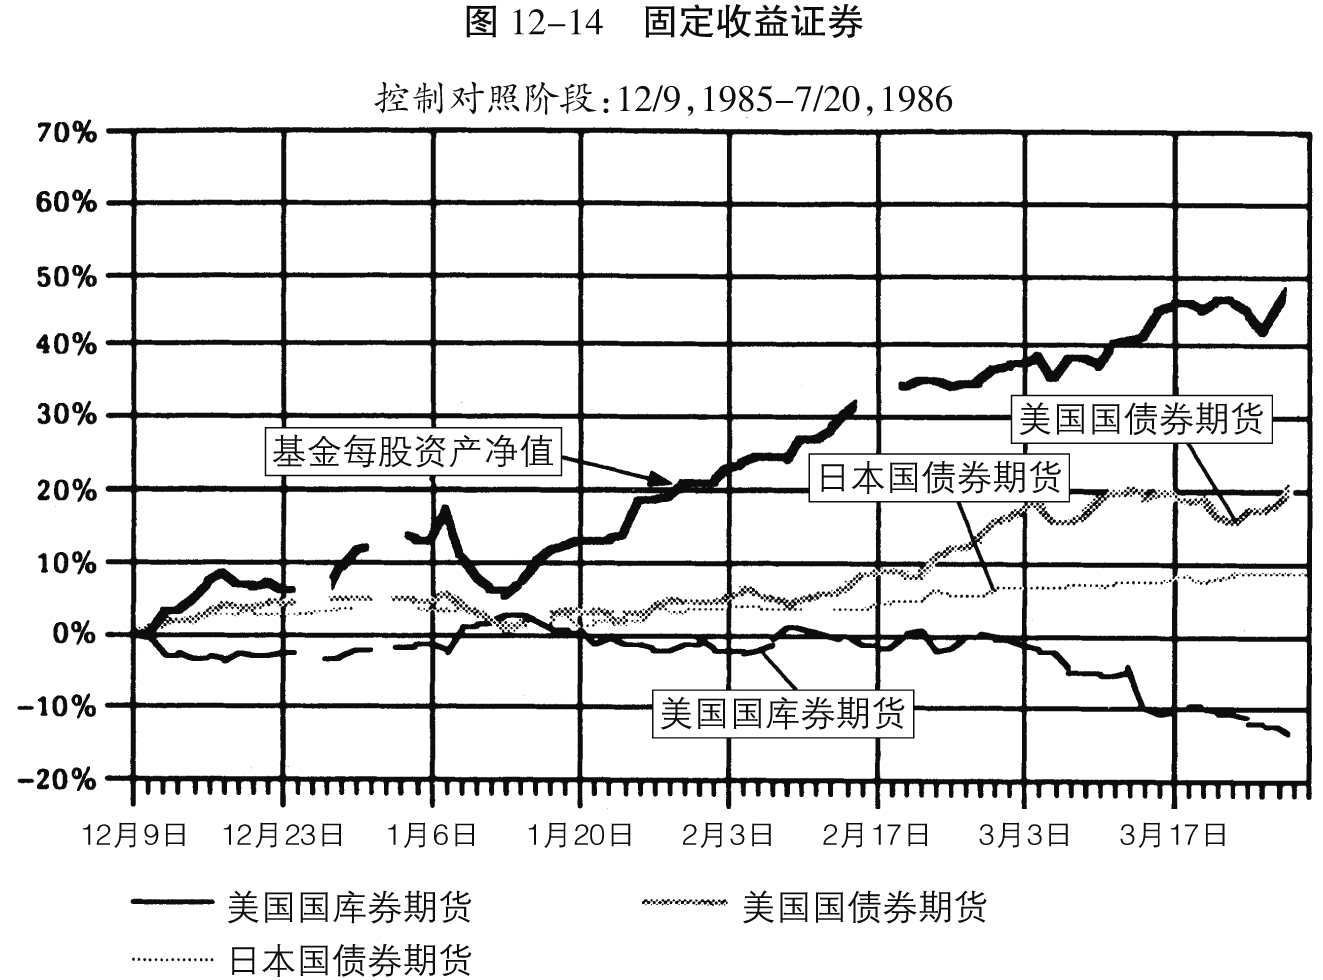 图 12–14 固定收益证券
控制对照阶段:12/9,1985–7/20,1986
70%
60%
50%
40%
30%
20%
10%
0%
-10%
-20%
基金每股资产净值
美国国债券期货
日本国债券期货
美国国库券期货
12月9日 12月23日 1月6日 1月20日 2月3日 2月17日 3月3日 3月17日
美国国库券期货 美国国债券期货
日本国债券期货